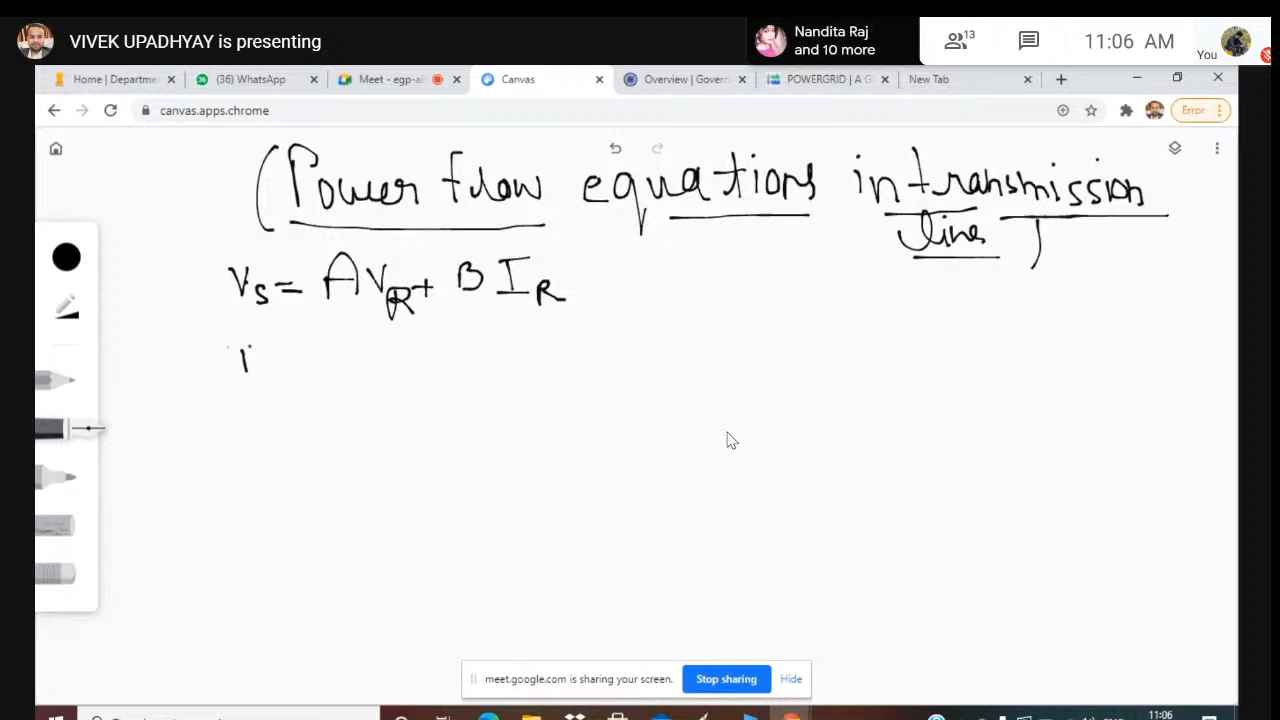 VIVEK UPADHYAY is presenting
Nandita Raj
and 10 more
13
11:06 AM
You
Home | Departme
(36) WhatsApp
Meet - egp-a
Canvas
Overview | Govern
POWERGRID | A G
New Tab
canvas.apps.chrome
Error
(Power flow equations in transmission
line)
Vs = AVR + B IR
meet.google.com is sharing your screen.
Stop sharing
Hide
11:06